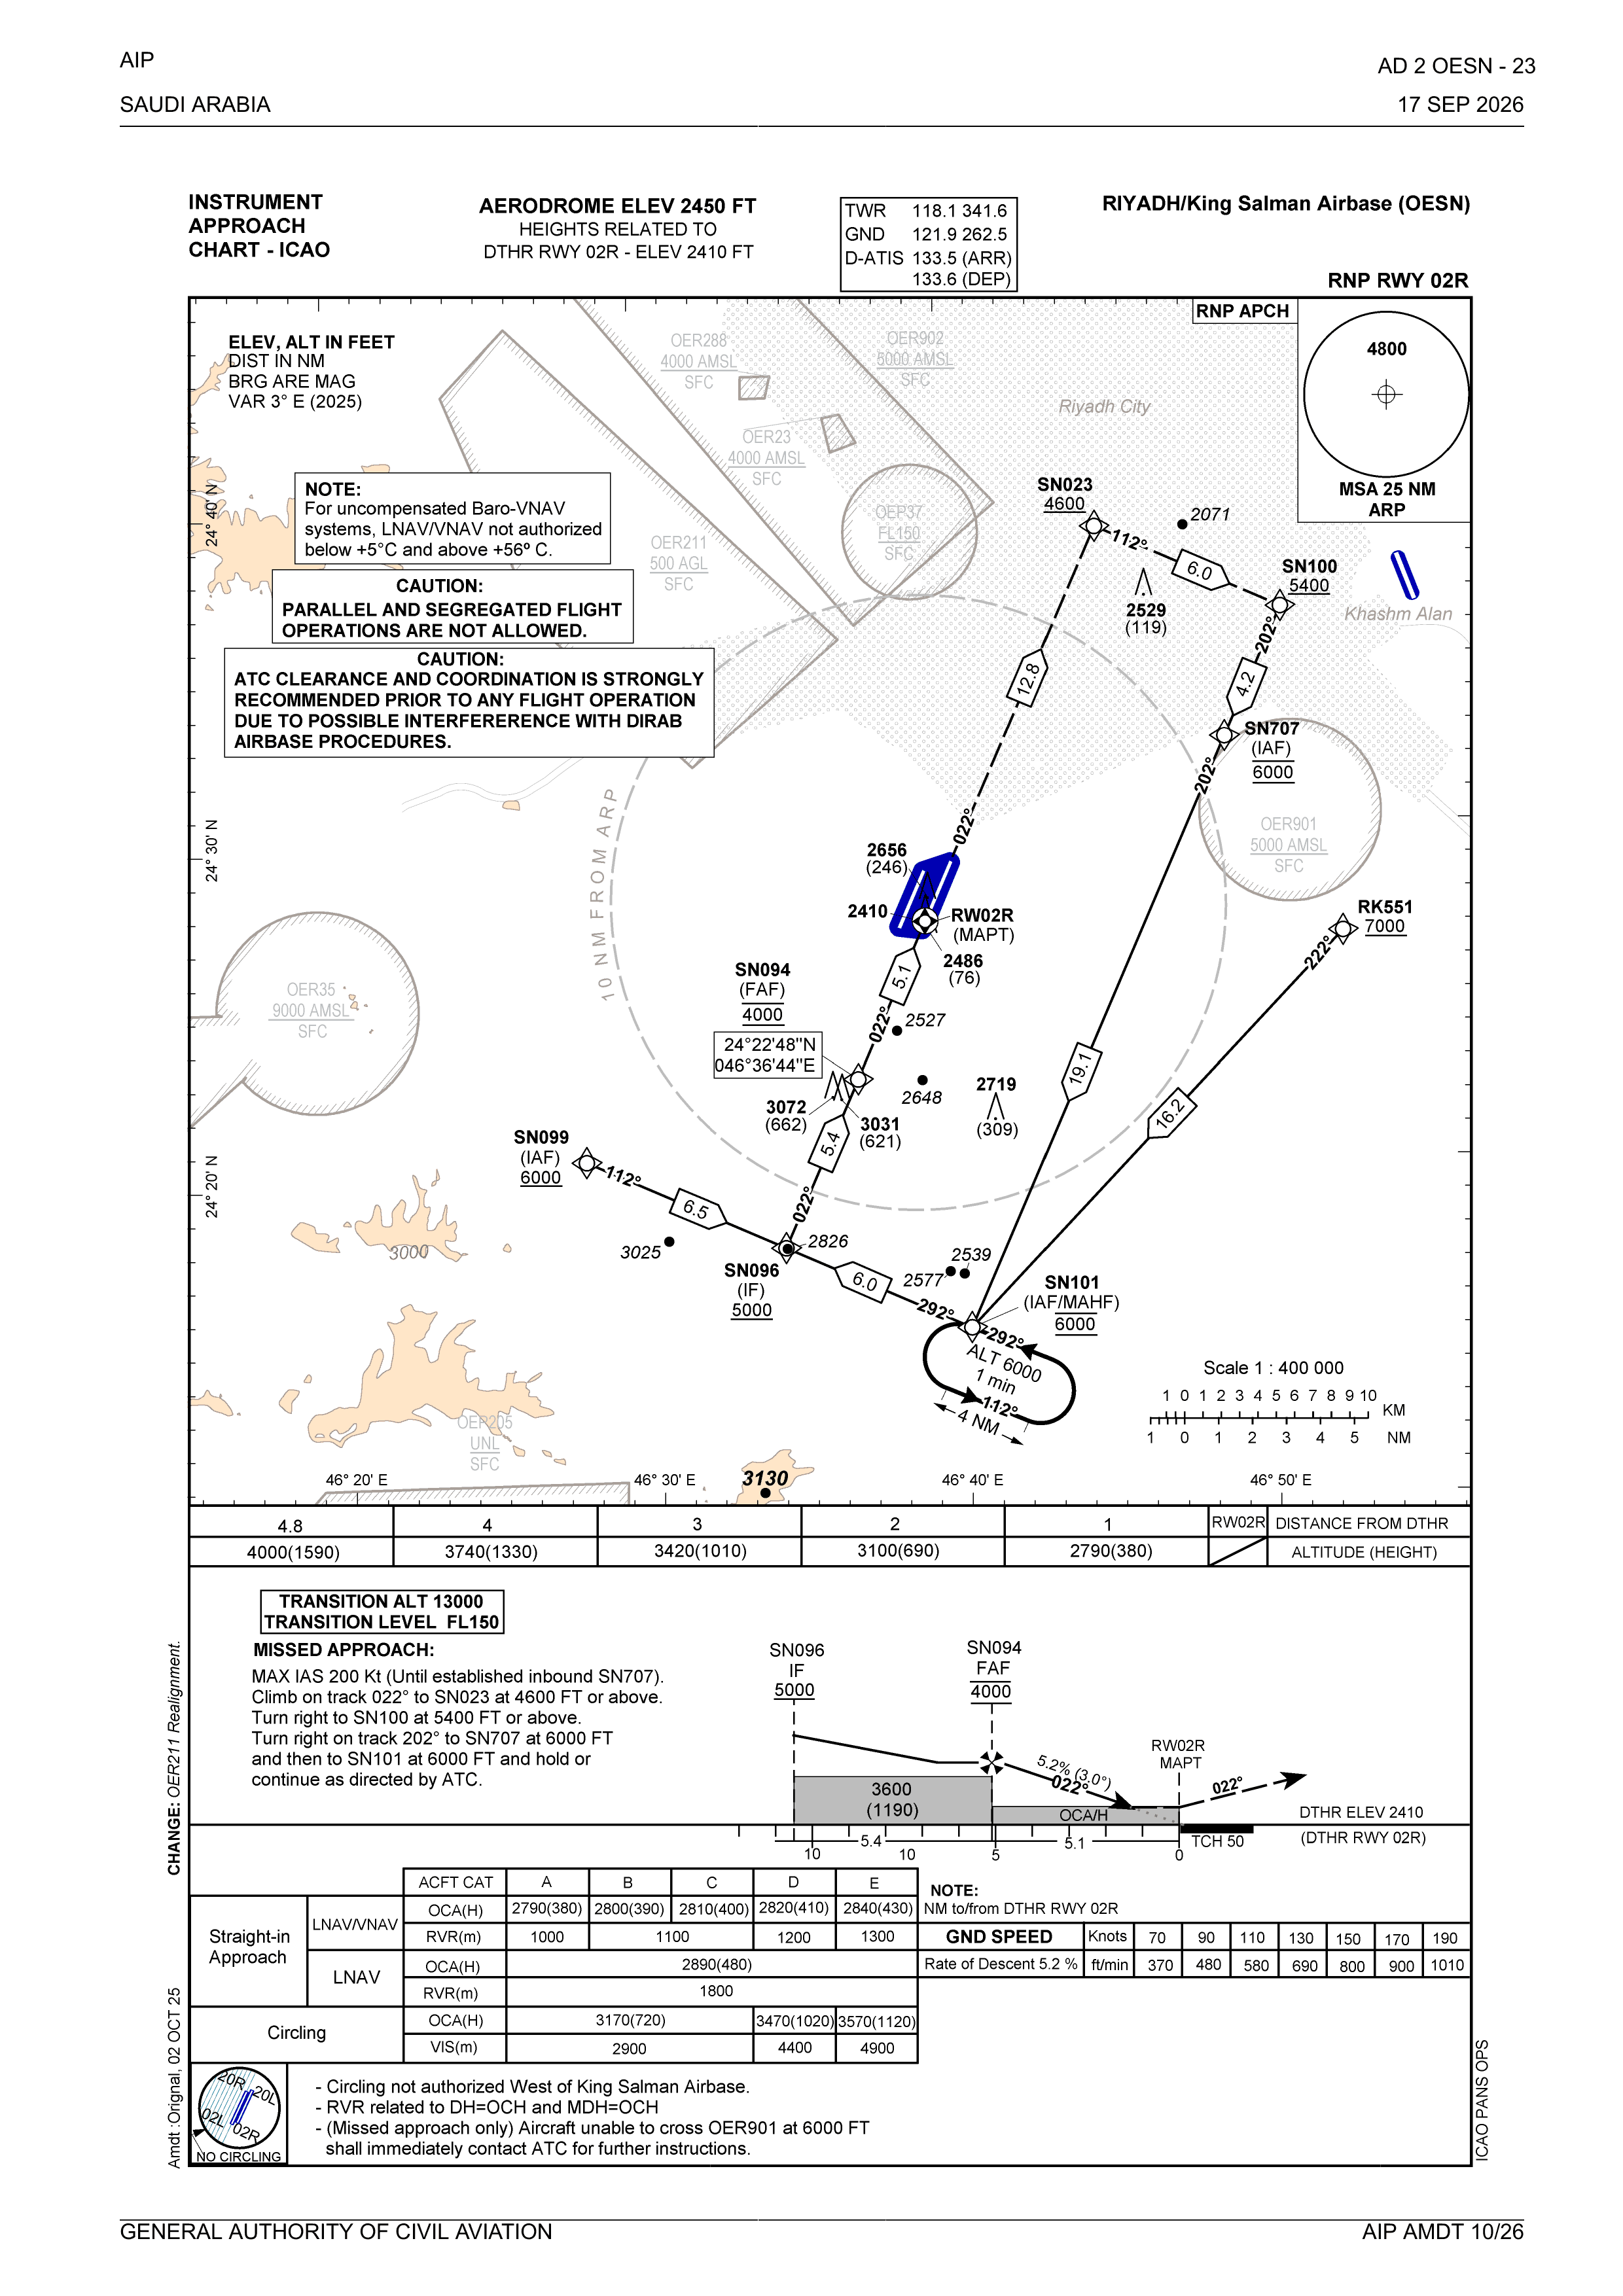 AIP
AD 2 OESN - 23
SAUDI ARABIA
17 SEP 2026
INSTRUMENT
APPROACH
CHART - ICAO
AERODROME ELEV 2450 FT
HEIGHTS RELATED TO
DTHR RWY 02R - ELEV 2410 FT
TWR 118.1 341.6
GND 121.9 262.5
D-ATIS 133.5 (ARR)
133.6 (DEP)
RIYADH/King Salman Airbase (OESN)
RNP RWY 02R
RNP APCH
ELEV, ALT IN FEET
DIST IN NM
BRG ARE MAG
VAR 3° E (2025)
OER288
4000 AMSL
SFC
OER902
5000 AMSL
SFC
4800
MSA 25 NM
ARP
Riyadh City
OER23
4000 AMSL
SFC
NOTE:
For uncompensated Baro-VNAV
systems, LNAV/VNAV not authorized
below +5°C and above +56º C.
24° 40' N
SN023
4600
2071
112°
6.0
OEP37
FL150
SFC
OER211
500 AGL
SFC
SN100
5400
CAUTION:
PARALLEL AND SEGREGATED FLIGHT
OPERATIONS ARE NOT ALLOWED.
2529
(119)
Khashm Alan
202°
4.2
12.8
CAUTION:
ATC CLEARANCE AND COORDINATION IS STRONGLY
RECOMMENDED PRIOR TO ANY FLIGHT OPERATION
DUE TO POSSIBLE INTERFERERENCE WITH DIRAB
AIRBASE PROCEDURES.
SN707
(IAF)
6000
202°
10 NM FROM ARP
24° 30' N
022°
OER901
5000 AMSL
SFC
2656
(246)
2410
RW02R
(MAPT)
2486
(76)
RK551
7000
222°
5.1
SN094
(FAF)
4000
OER35
9000 AMSL
SFC
022°
2527
24°22'48"N
046°36'44"E
2648
2719
(309)
19.1
16.2
3072
(662)
3031
(621)
5.4
SN099
(IAF)
6000
112°
24° 20' N
6.5
022°
3000
3025
2826
SN096
(IF)
5000
6.0
2539
2577
292°
SN101
(IAF/MAHF)
6000
292°
ALT 6000
1 min
112°
4 NM
Scale 1 : 400 000
1 0 1 2 3 4 5 6 7 8 9 10
KM
1 0 1 2 3 4 5 NM
OEP205
UNL
SFC
3130
46° 20' E
46° 30' E
46° 40' E
46° 50' E
4.8 4 3 2 1 RW02R DISTANCE FROM DTHR
4000(1590) 3740(1330) 3420(1010) 3100(690) 2790(380) ALTITUDE (HEIGHT)
TRANSITION ALT 13000
TRANSITION LEVEL FL150
MISSED APPROACH:
MAX IAS 200 Kt (Until established inbound SN707).
Climb on track 022° to SN023 at 4600 FT or above.
Turn right to SN100 at 5400 FT or above.
Turn right on track 202° to SN707 at 6000 FT
and then to SN101 at 6000 FT and hold or
continue as directed by ATC.
SN096
IF
5000
SN094
FAF
4000
RW02R
MAPT
5.2% (3.0°)
022°
022°
3600
(1190)
OCA/H
DTHR ELEV 2410
(DTHR RWY 02R)
TCH 50
5.4
5.1
10 10 5 0
CHANGE: OER211 Realignment.
Amdt :Orignal, 02 OCT 25
ACFT CAT A B C D E
Straight-in
Approach
LNAV/VNAV
OCA(H) 2790(380) 2800(390) 2810(400) 2820(410) 2840(430)
RVR(m) 1000 1100 1200 1300
LNAV
OCA(H) 2890(480)
RVR(m) 1800
Circling
OCA(H) 3170(720) 3470(1020) 3570(1120)
VIS(m) 2900 4400 4900
NOTE:
NM to/from DTHR RWY 02R
GND SPEED Knots 70 90 110 130 150 170 190
Rate of Descent 5.2 % ft/min 370 480 580 690 800 900 1010
20R
20L
02L
02R
NO CIRCLING
- Circling not authorized West of King Salman Airbase.
- RVR related to DH=OCH and MDH=OCH
- (Missed approach only) Aircraft unable to cross OER901 at 6000 FT
shall immediately contact ATC for further instructions.
ICAO PANS OPS
GENERAL AUTHORITY OF CIVIL AVIATION
AIP AMDT 10/26